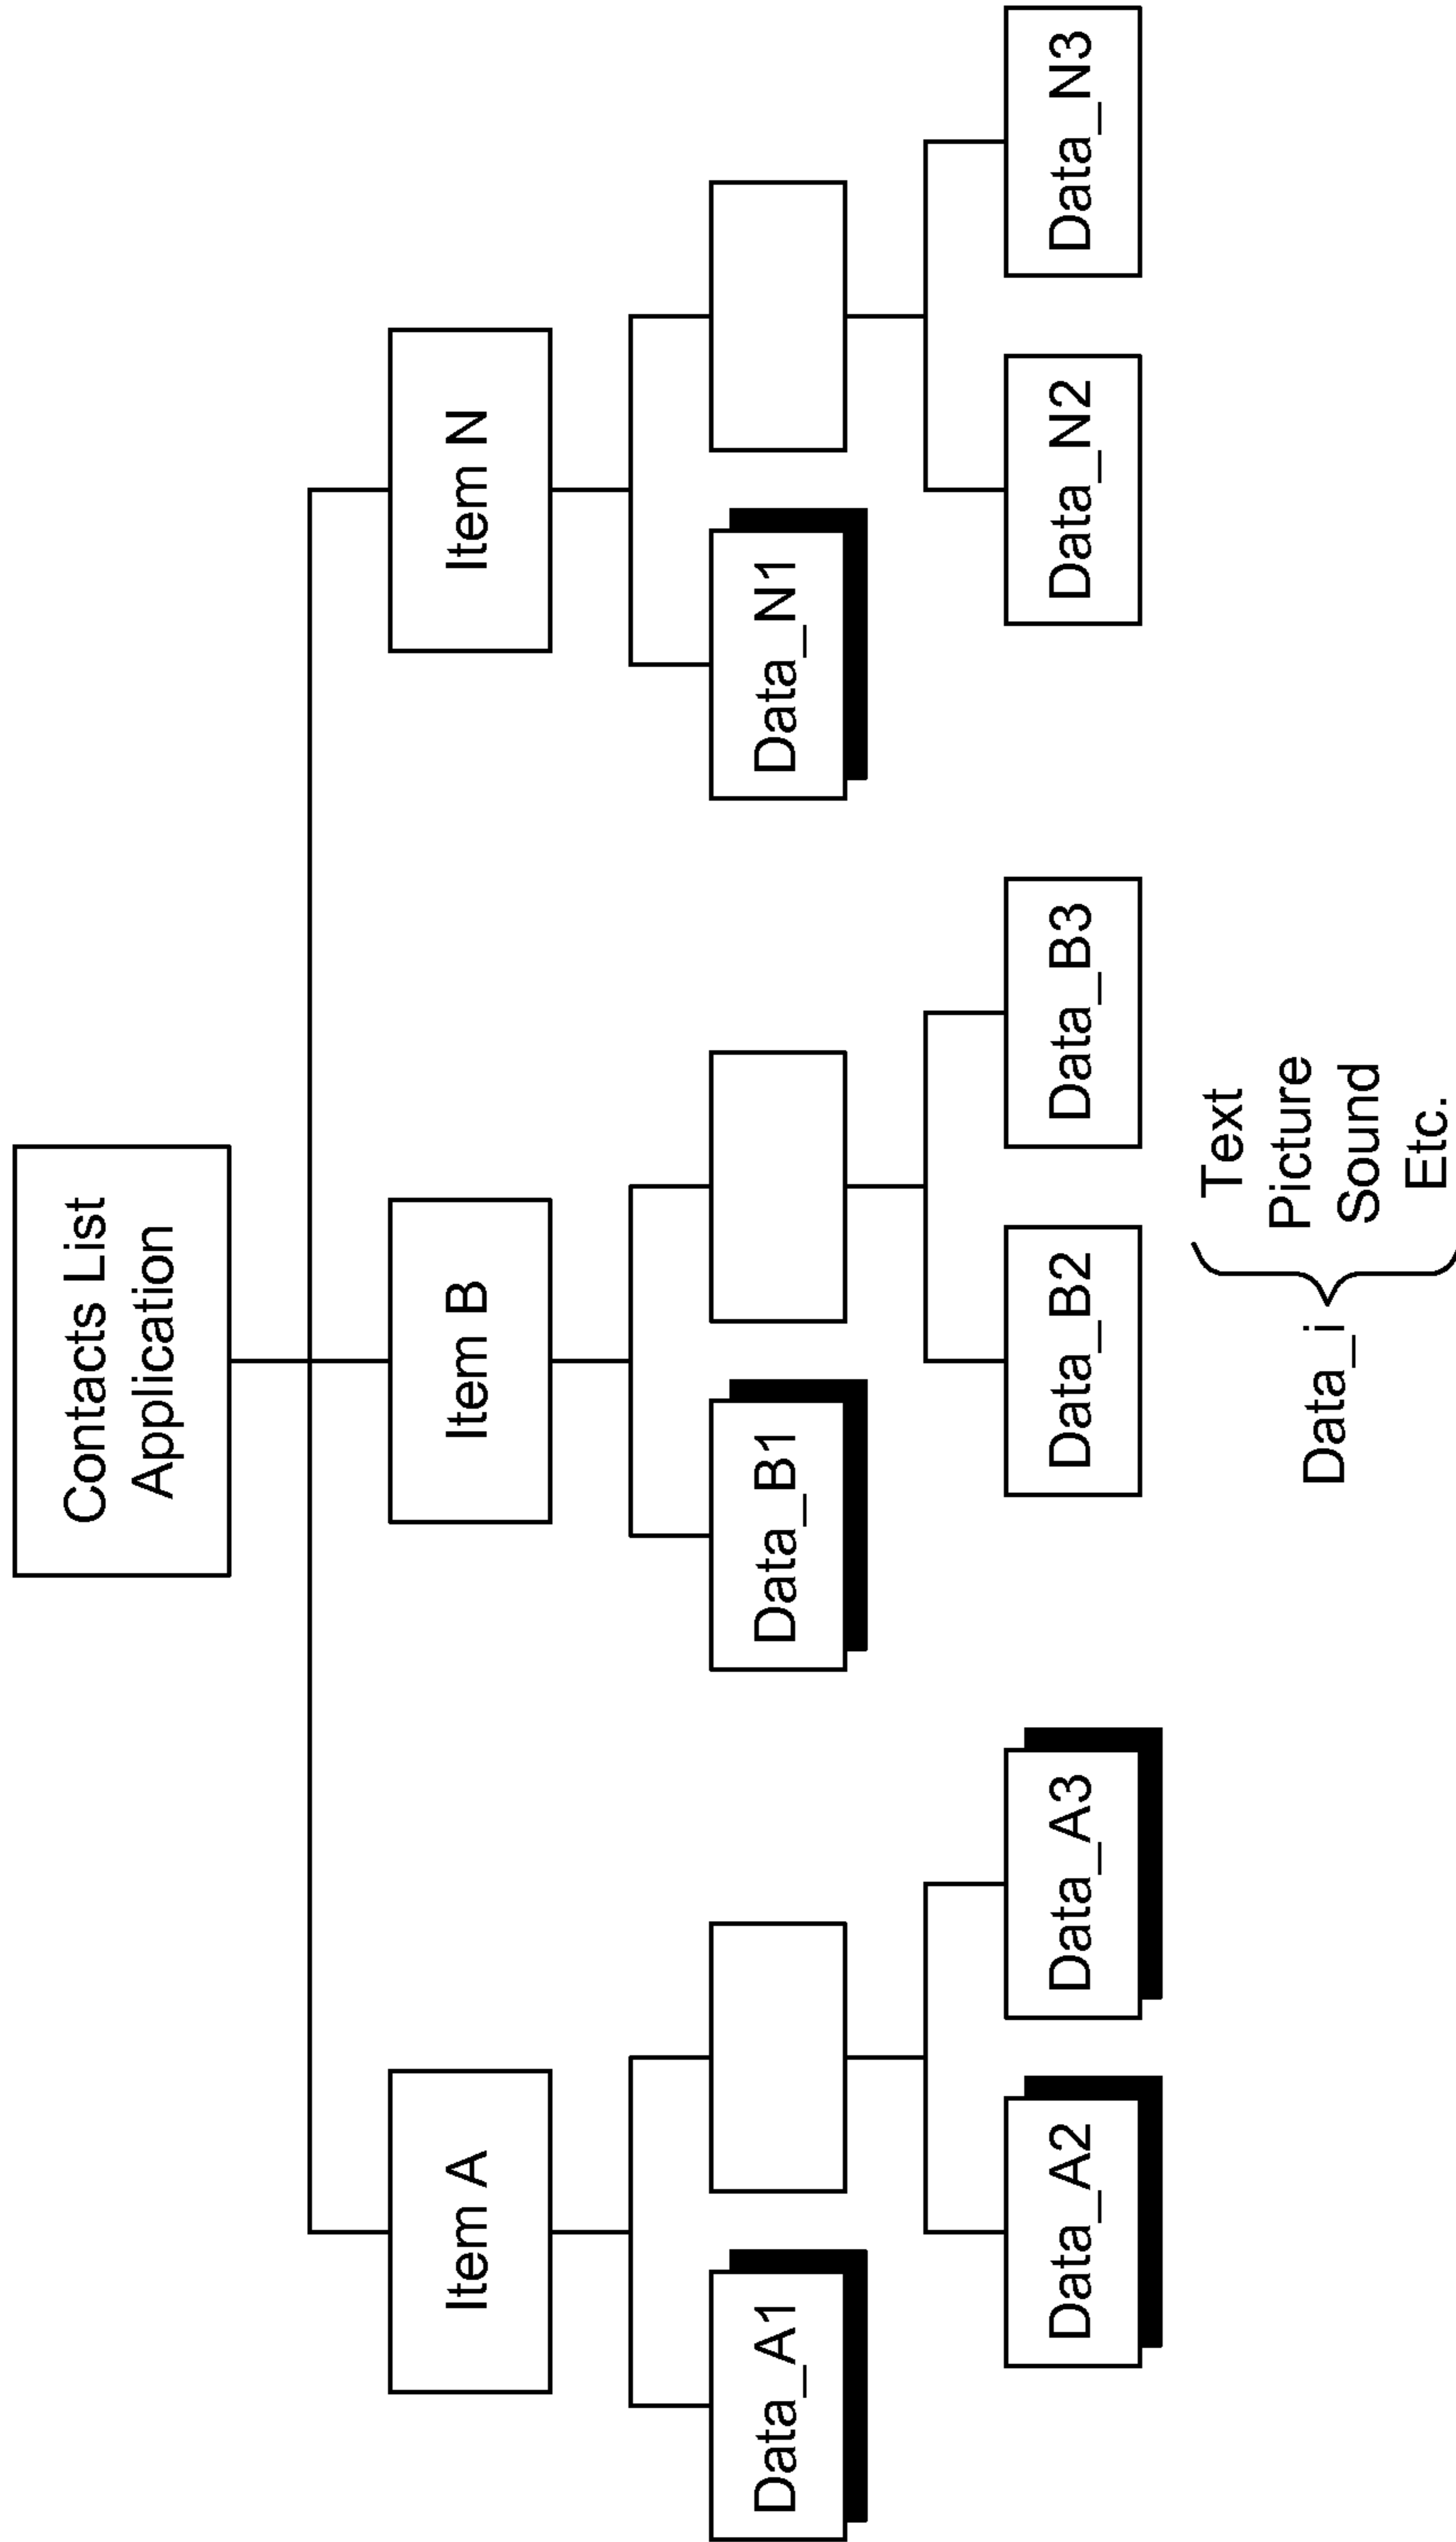 Contacts List
Application
Item A
Item B
Item N
Data_A1
Data_B1
Data_N1
Data_A2
Data_A3
Data_B2
Data_B3
Data_N2
Data_N3
Data_i
Text
Picture
Sound
Etc.